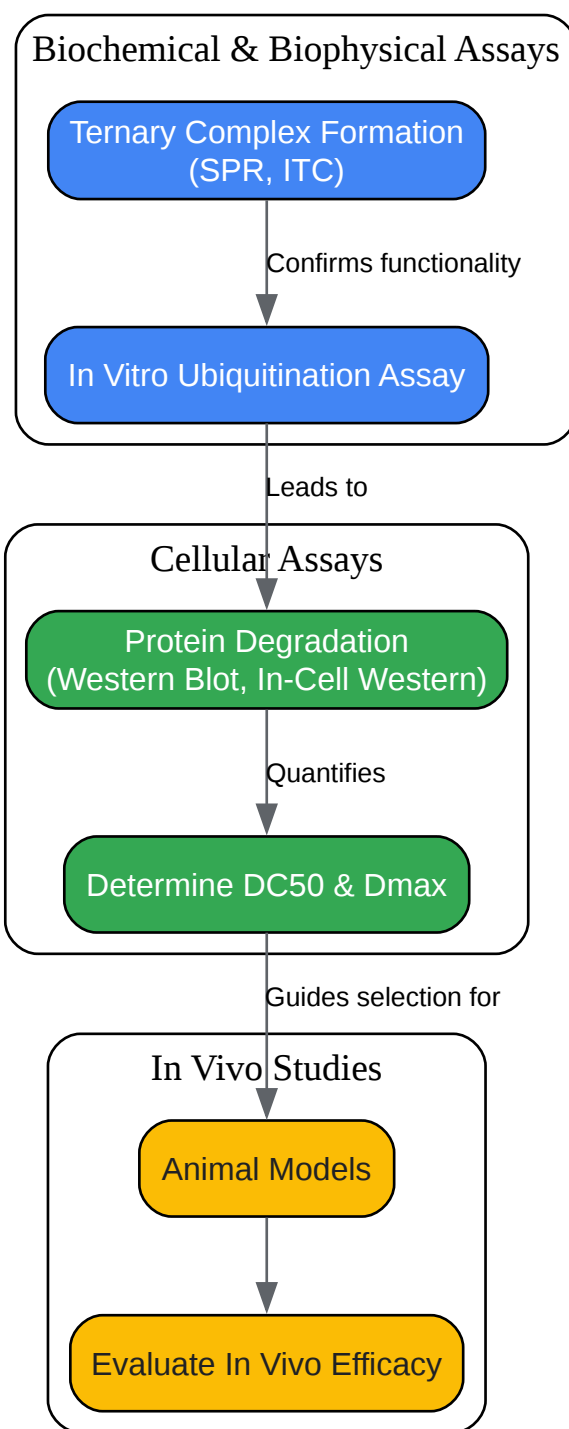 Biochemical & Biophysical Assays
Ternary Complex Formation
(SPR, ITC)
Confirms functionality
In Vitro Ubiquitination Assay
Leads to
Cellular Assays
Protein Degradation
(Western Blot, In-Cell Western)
Quantifies
Determine DC50 & Dmax
Guides selection for
In Vivo Studies
Animal Models
Evaluate In Vivo Efficacy